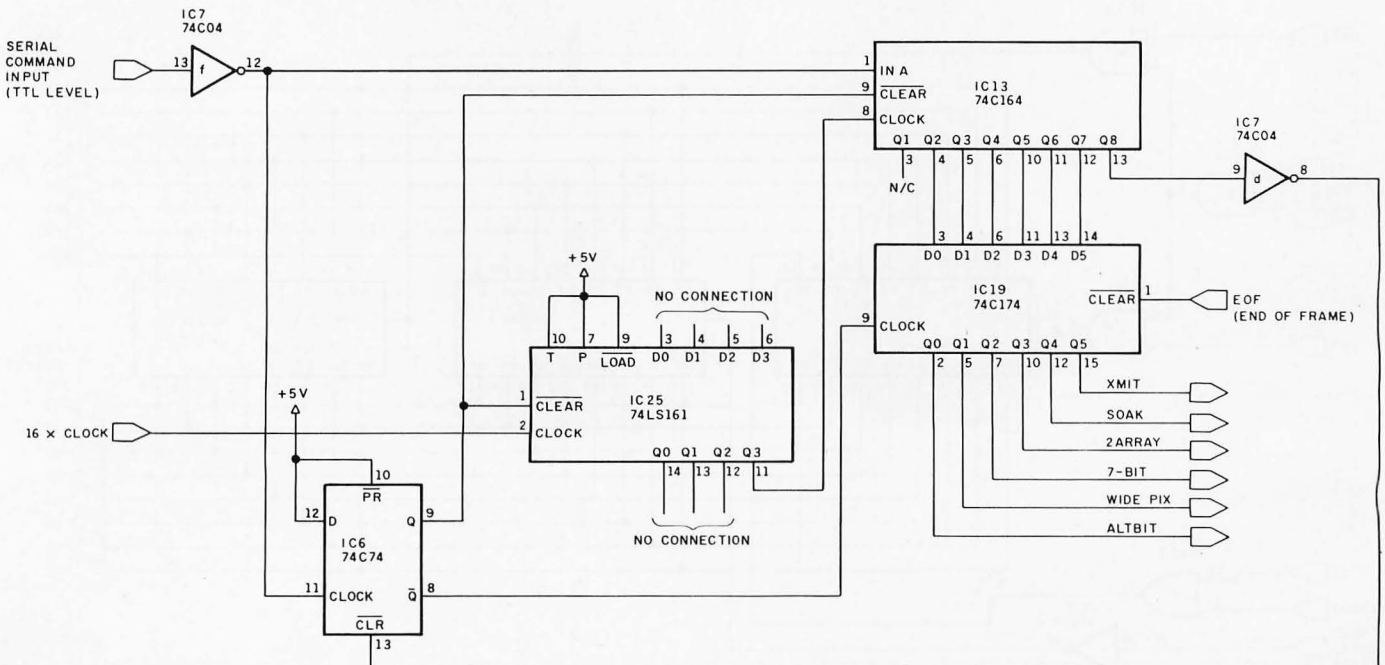 IC7
74C04
SERIAL
COMMAND
INPUT
(TTL LEVEL)
13
f
12
1
IN A
9
CLEAR
8
CLOCK
IC13
74C164
Q1 Q2 Q3 Q4 Q5 Q6 Q7 Q8
3 4 5 6 10 11 12 13
N/C
IC7
74C04
9
d
8
3 4 6 11 13 14
D0 D1 D2 D3 D4 D5
IC19
74C174
CLEAR
1
EOF
(END OF FRAME)
9
CLOCK
Q0 Q1 Q2 Q3 Q4 Q5
2 5 7 10 12 15
XMIT
SOAK
2ARRAY
7-BIT
WIDE PIX
ALTBIT
+5V
NO CONNECTION
10 7 9 3 4 5 6
T P LOAD D0 D1 D2 D3
IC25
74LS161
1
CLEAR
2
CLOCK
Q0 Q1 Q2 Q3
14 13 12 11
NO CONNECTION
16 x CLOCK
+5V
10
PR
12
D
Q
9
IC6
74C74
11
CLOCK
Q
8
CLR
13